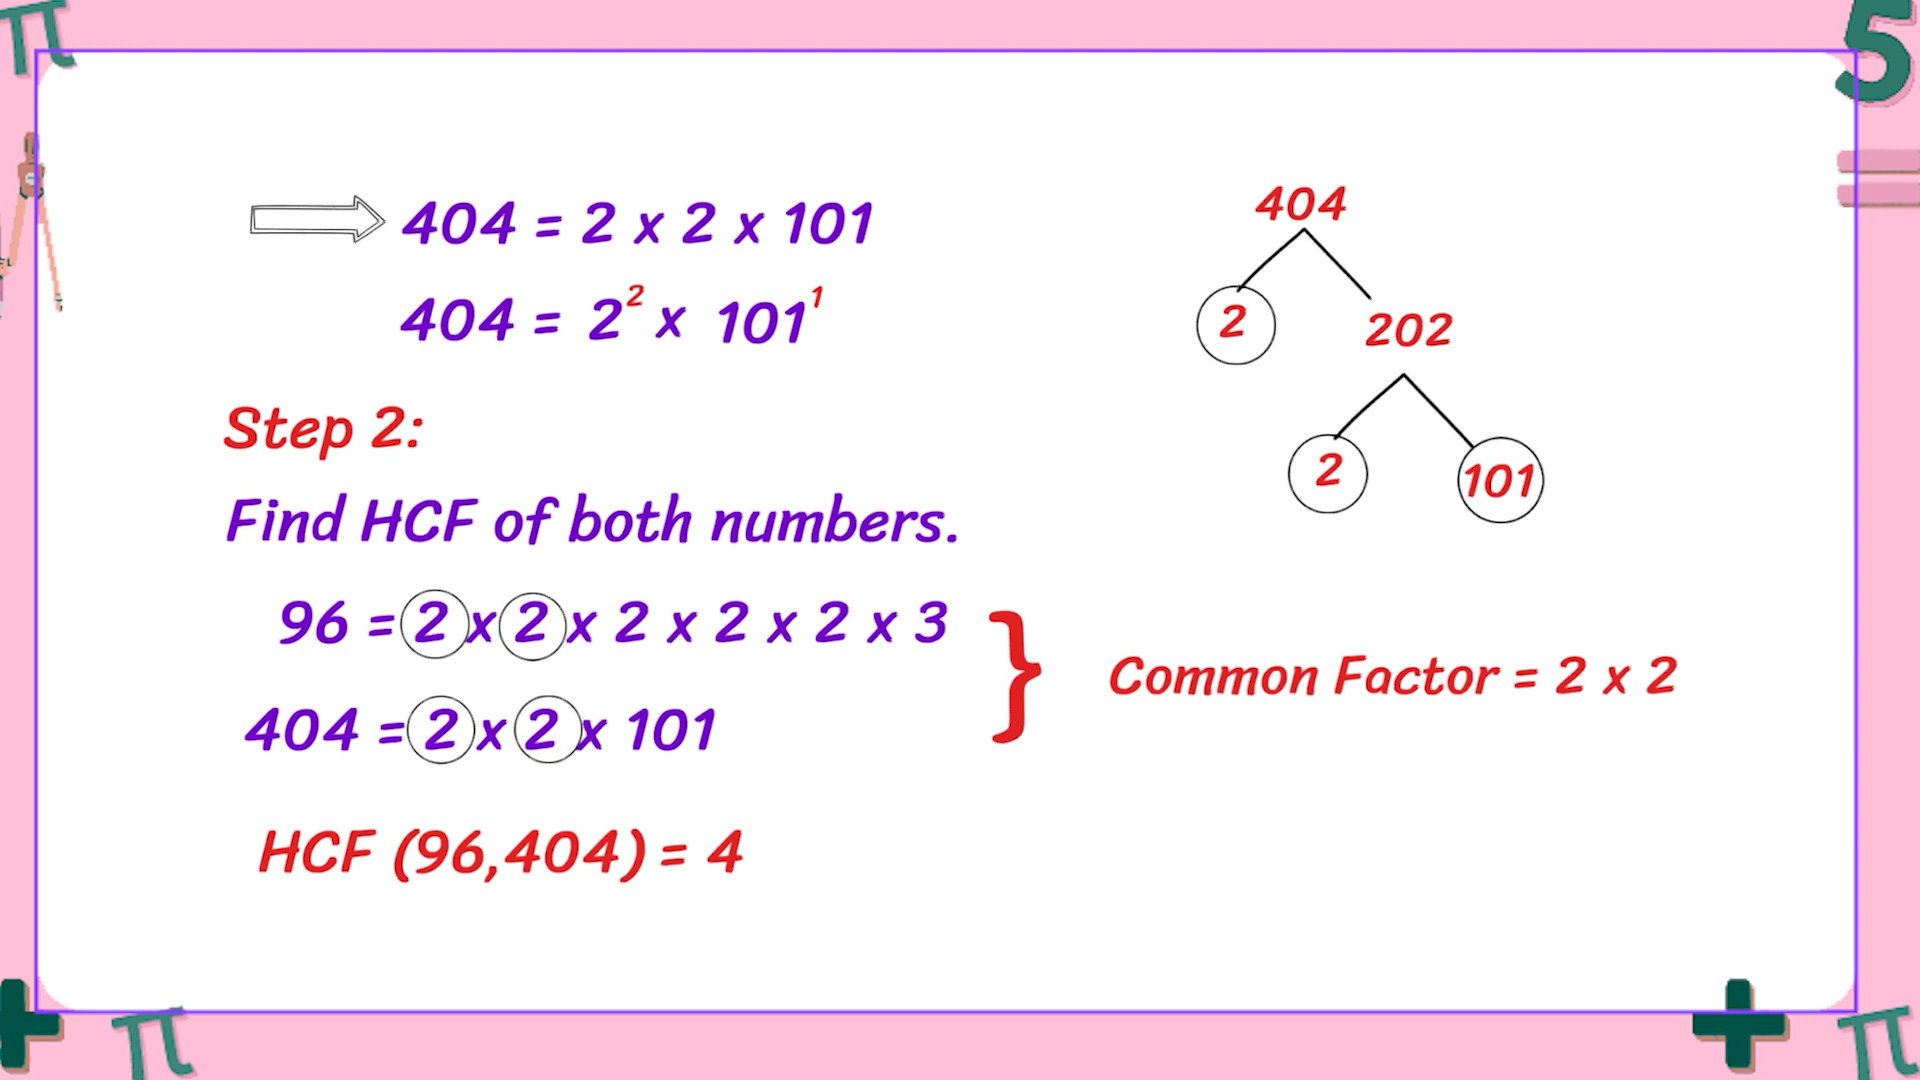 π
5
404 = 2 x 2 x 101
404 = 2² x 101¹
404
2
202
2
101
Step 2:
Find HCF of both numbers.
96 = 2 x 2 x 2 x 2 x 2 x 3
404 = 2 x 2 x 101
} Common Factor = 2 x 2
HCF (96,404) = 4
+
π
+
π